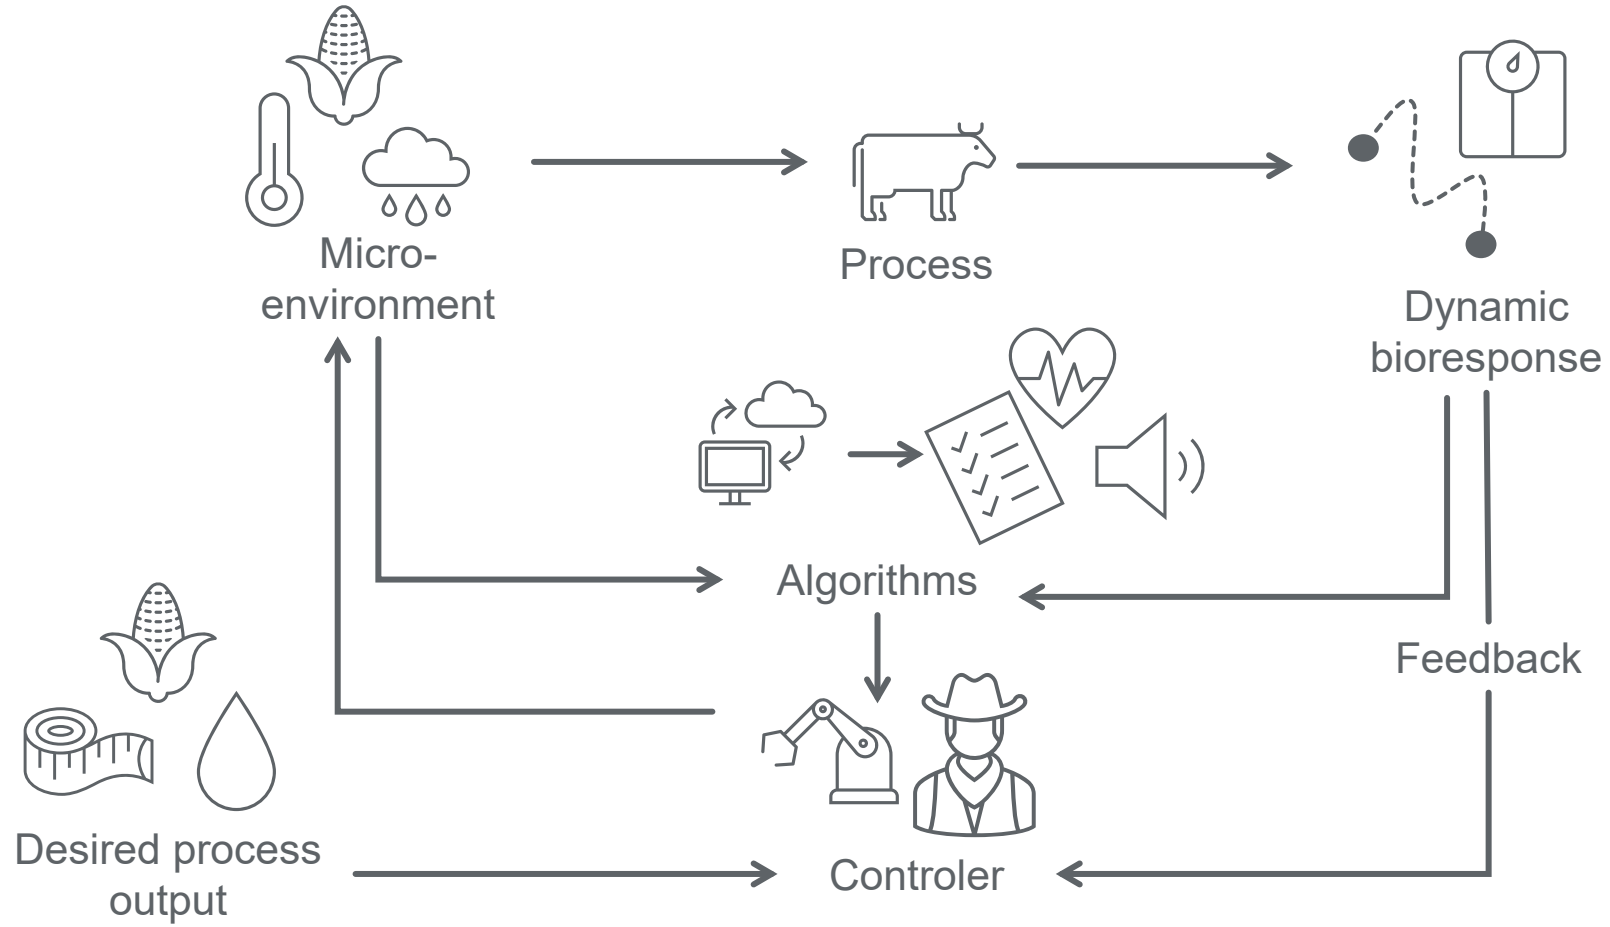 Micro-
environment
Process
Dynamic
bioresponse
Algorithms
Feedback
Desired process
output
Controler